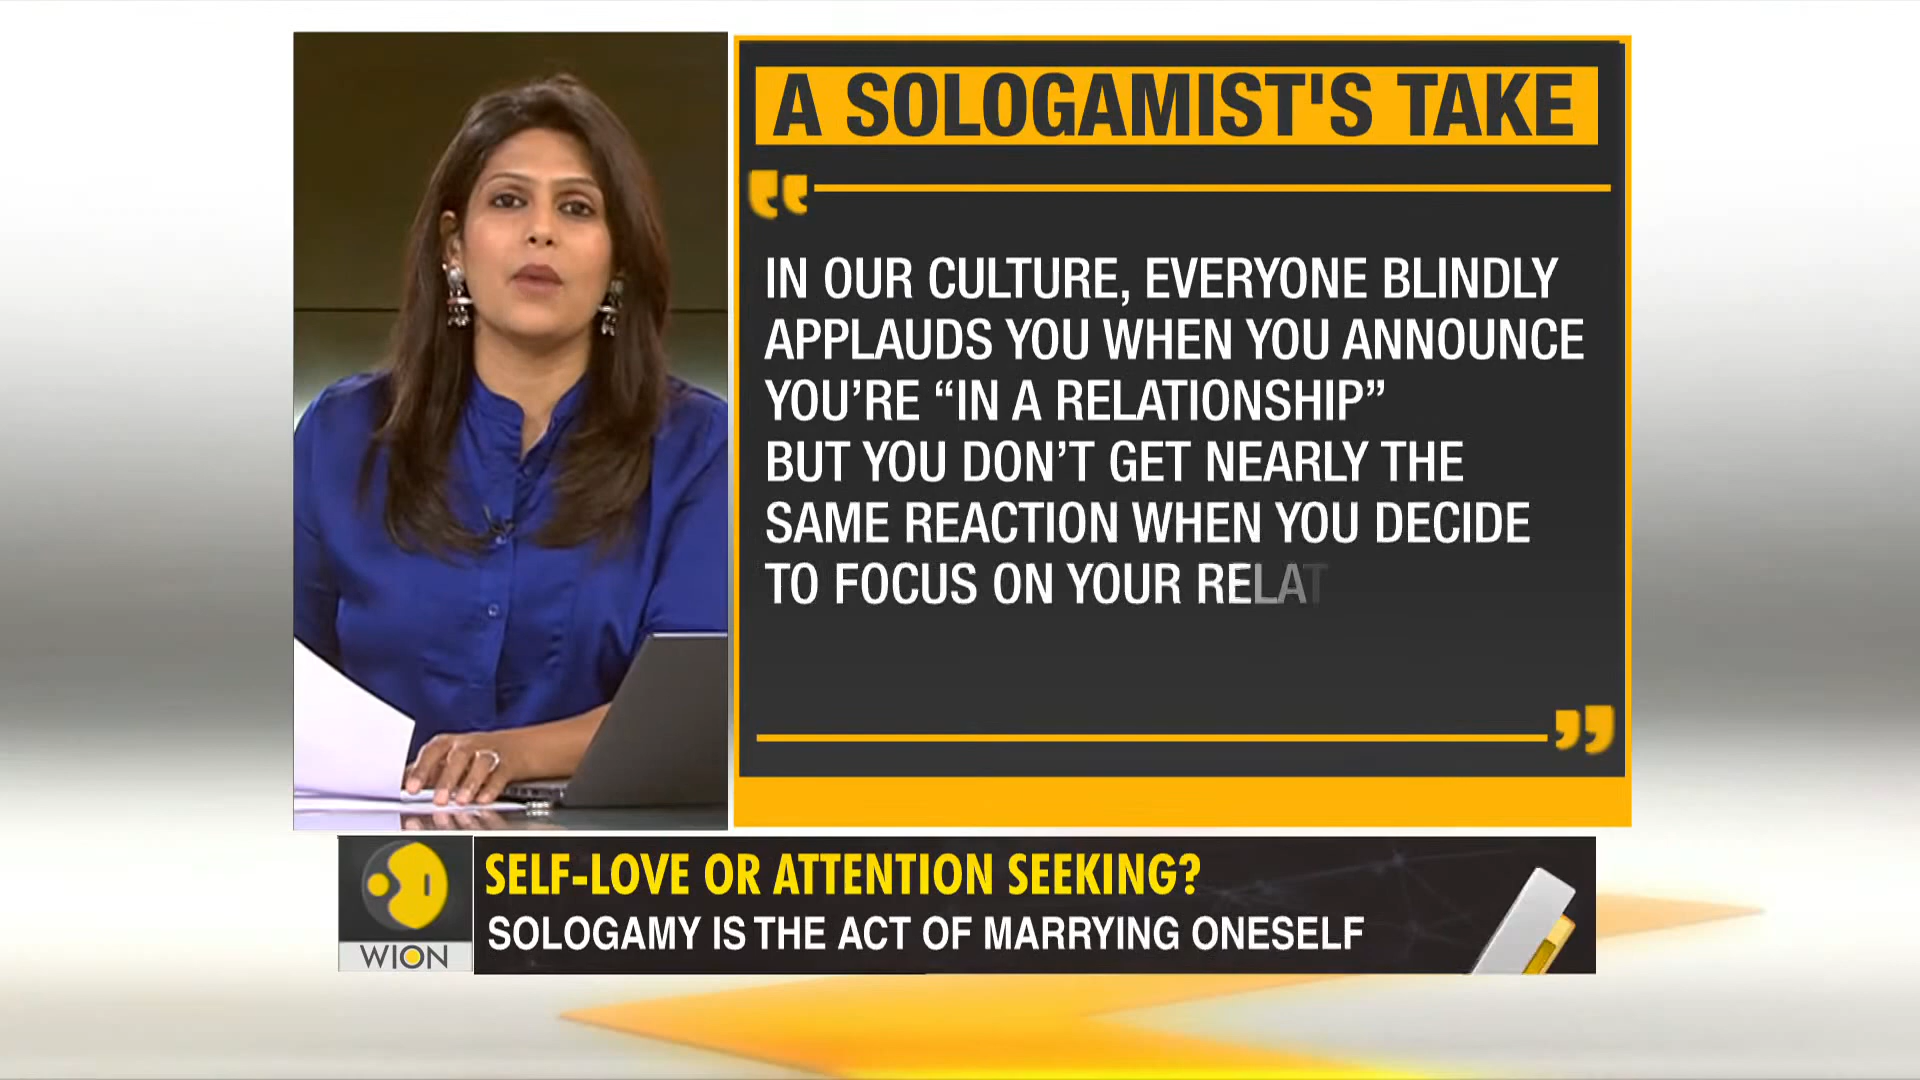 A SOLOGAMIST'S TAKE
IN OUR CULTURE, EVERYONE BLINDLY
APPLAUDS YOU WHEN YOU ANNOUNCE
YOU’RE “IN A RELATIONSHIP”
BUT YOU DON’T GET NEARLY THE
SAME REACTION WHEN YOU DECIDE
TO FOCUS ON YOUR RELAT
SELF-LOVE OR ATTENTION SEEKING?
SOLOGAMY IS THE ACT OF MARRYING ONESELF
WION